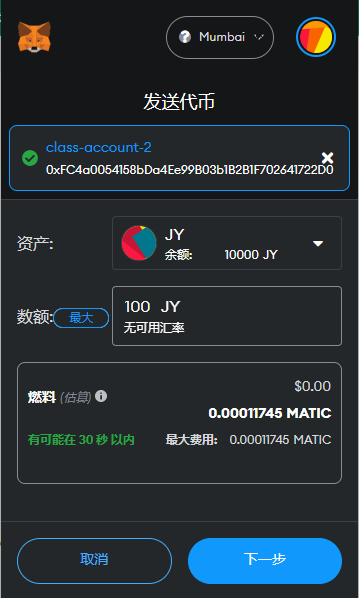 Mumbai
发送代币
class-account-2
0xFC4a0054158bDa4Ee99B03b1B2B1F702641722D0
资产:
JY
余额: 10000 JY
数额: 最大
100 JY
无可用汇率
$0.00
燃料 (估算)
0.00011745 MATIC
有可能在 30 秒 以内 最大费用: 0.00011745 MATIC
取消 下一步